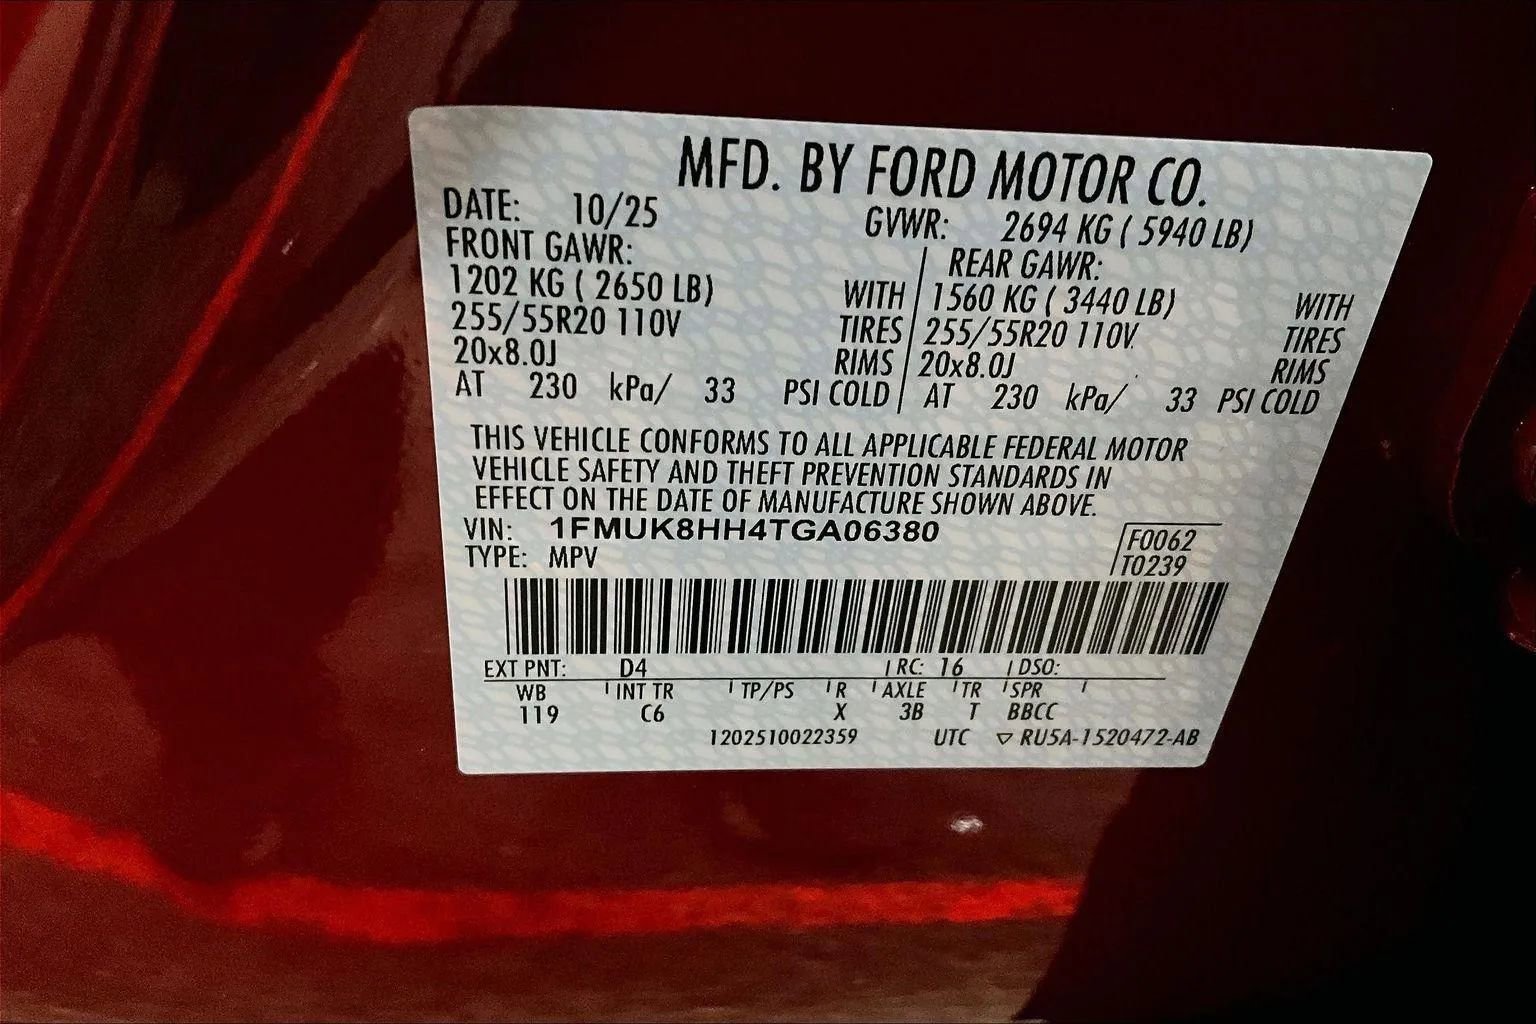 MFD. BY FORD MOTOR CO.
DATE: 10/25 GVWR: 2694 KG ( 5940 LB)
FRONT GAWR: REAR GAWR:
1202 KG ( 2650 LB) WITH 1560 KG ( 3440 LB) WITH
255/55R20 110V TIRES 255/55R20 110V TIRES
20x8.0J RIMS 20x8.0J RIMS
AT 230 kPa/ 33 PSI COLD AT 230 kPa/ 33 PSI COLD
THIS VEHICLE CONFORMS TO ALL APPLICABLE FEDERAL MOTOR
VEHICLE SAFETY AND THEFT PREVENTION STANDARDS IN
EFFECT ON THE DATE OF MANUFACTURE SHOWN ABOVE.
VIN: 1FMUK8HH4TGA06380 F0062
TYPE: MPV T0239
EXT PNT: D4 RC: 16 DSO:
WB INT TR TP/PS R AXLE TR SPR
119 C6 X 3B T BBCC
1202510022359 UTC ▽ RU5A-1520472-AB